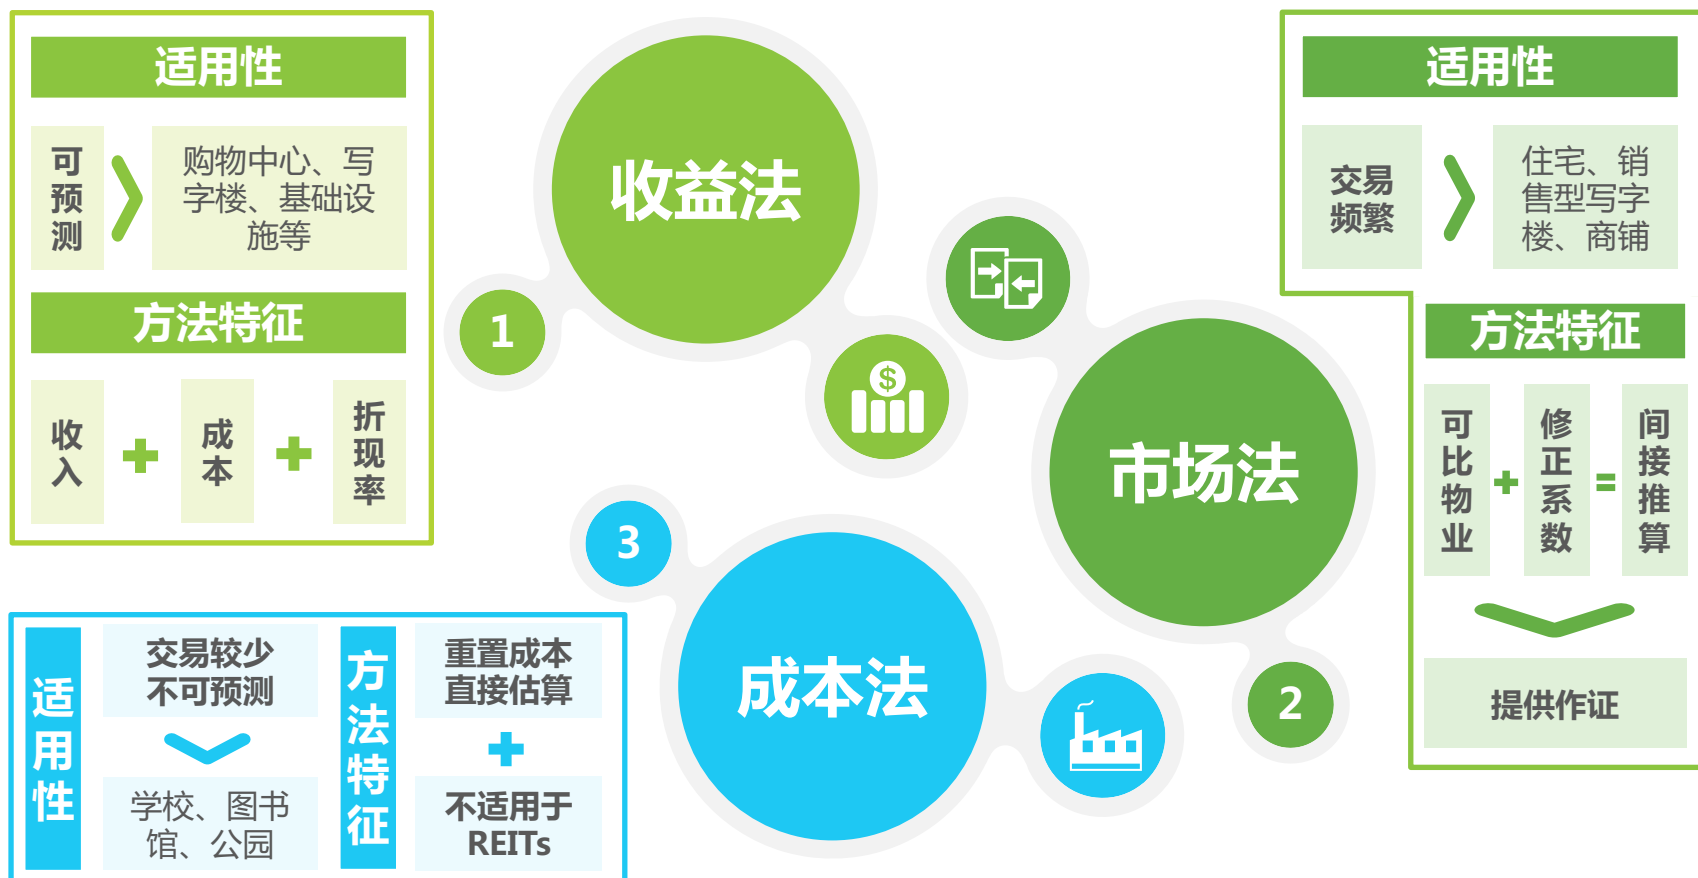 适用性
可
预
测
购物中心、写
字楼、基础设
施等
方法特征
收
入
成
本
折
现
率
收益法
1
$
适用性
交易
频繁
住宅、销
售型写字
楼、商铺
方法特征
可
比
物
业
修
正
系
数
间
接
推
算
提供作证
市场法
2
3
成本法
适
用
性
交易较少
不可预测
学校、图书
馆、公园
方
法
特
征
重置成本
直接估算
不适用于
REITs